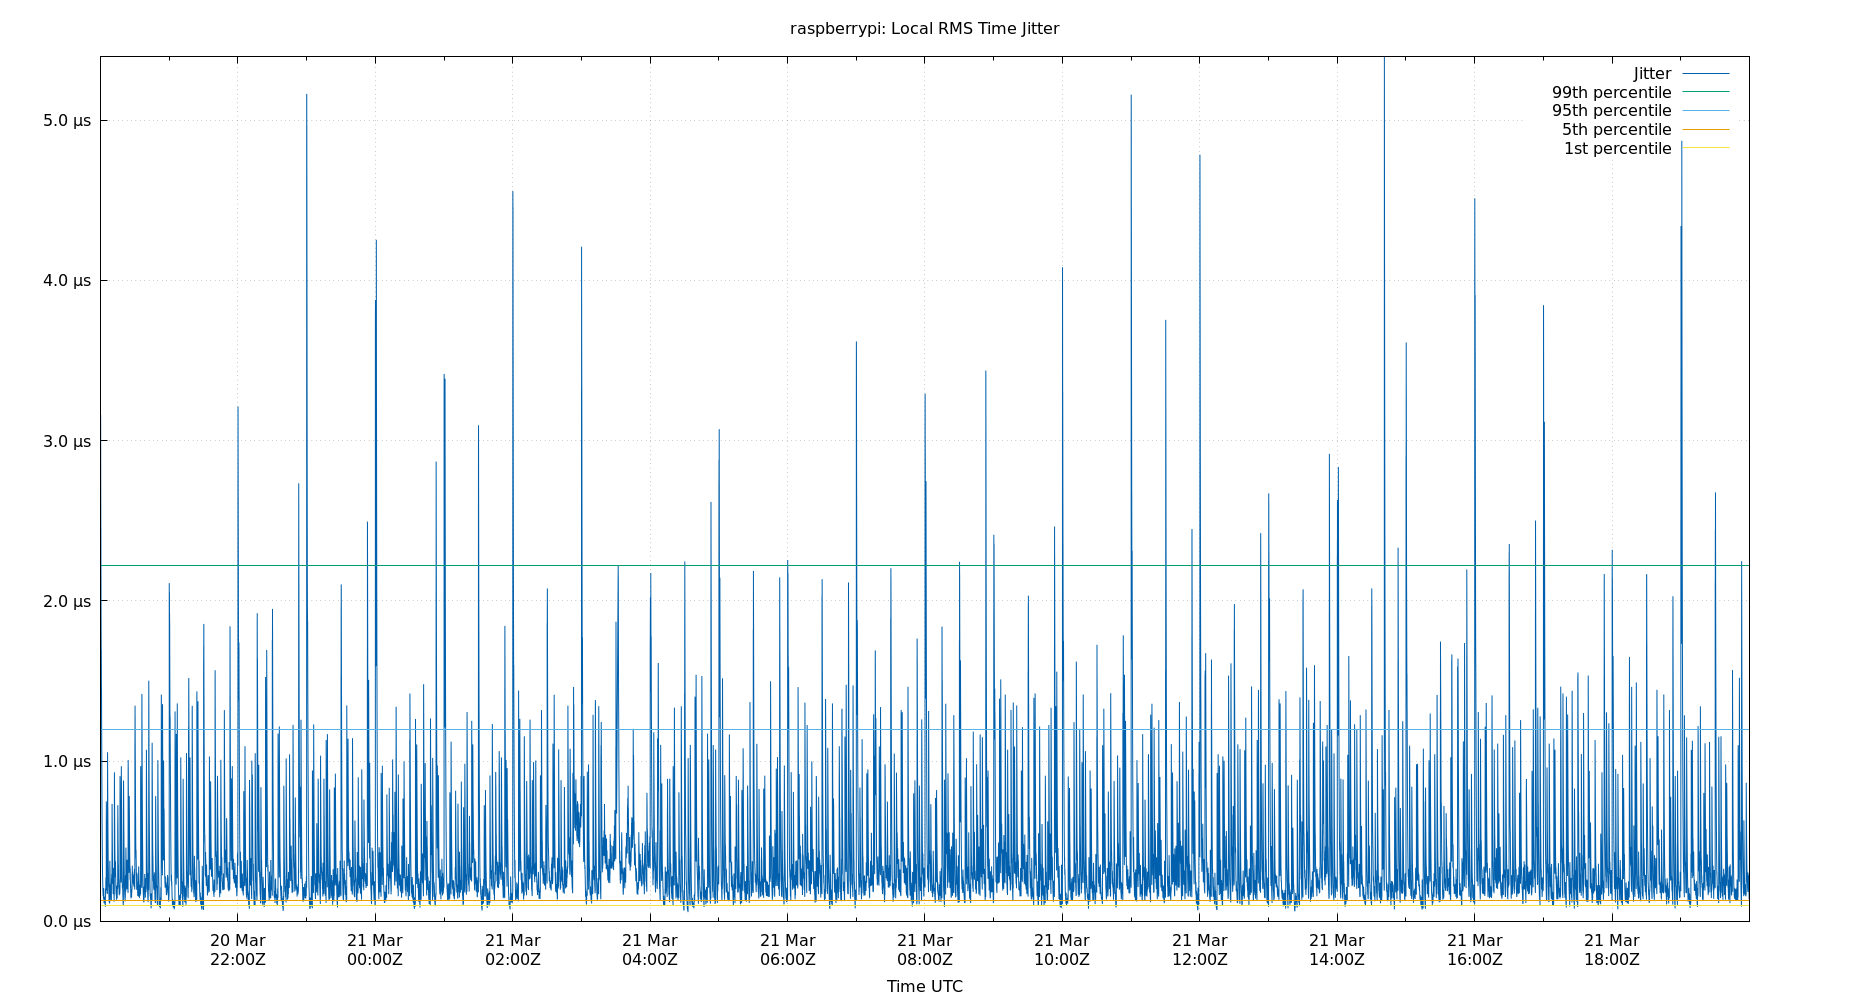 raspberrypi: Local RMS Time Jitter
Jitter
99th percentile
95th percentile
5th percentile
1st percentile
5.0 µs
4.0 µs
3.0 µs
2.0 µs
1.0 µs
0.0 µs
20 Mar 21 Mar 21 Mar 21 Mar 21 Mar 21 Mar 21 Mar 21 Mar 21 Mar 21 Mar 21 Mar
22:00Z 00:00Z 02:00Z 04:00Z 06:00Z 08:00Z 10:00Z 12:00Z 14:00Z 16:00Z 18:00Z
Time UTC